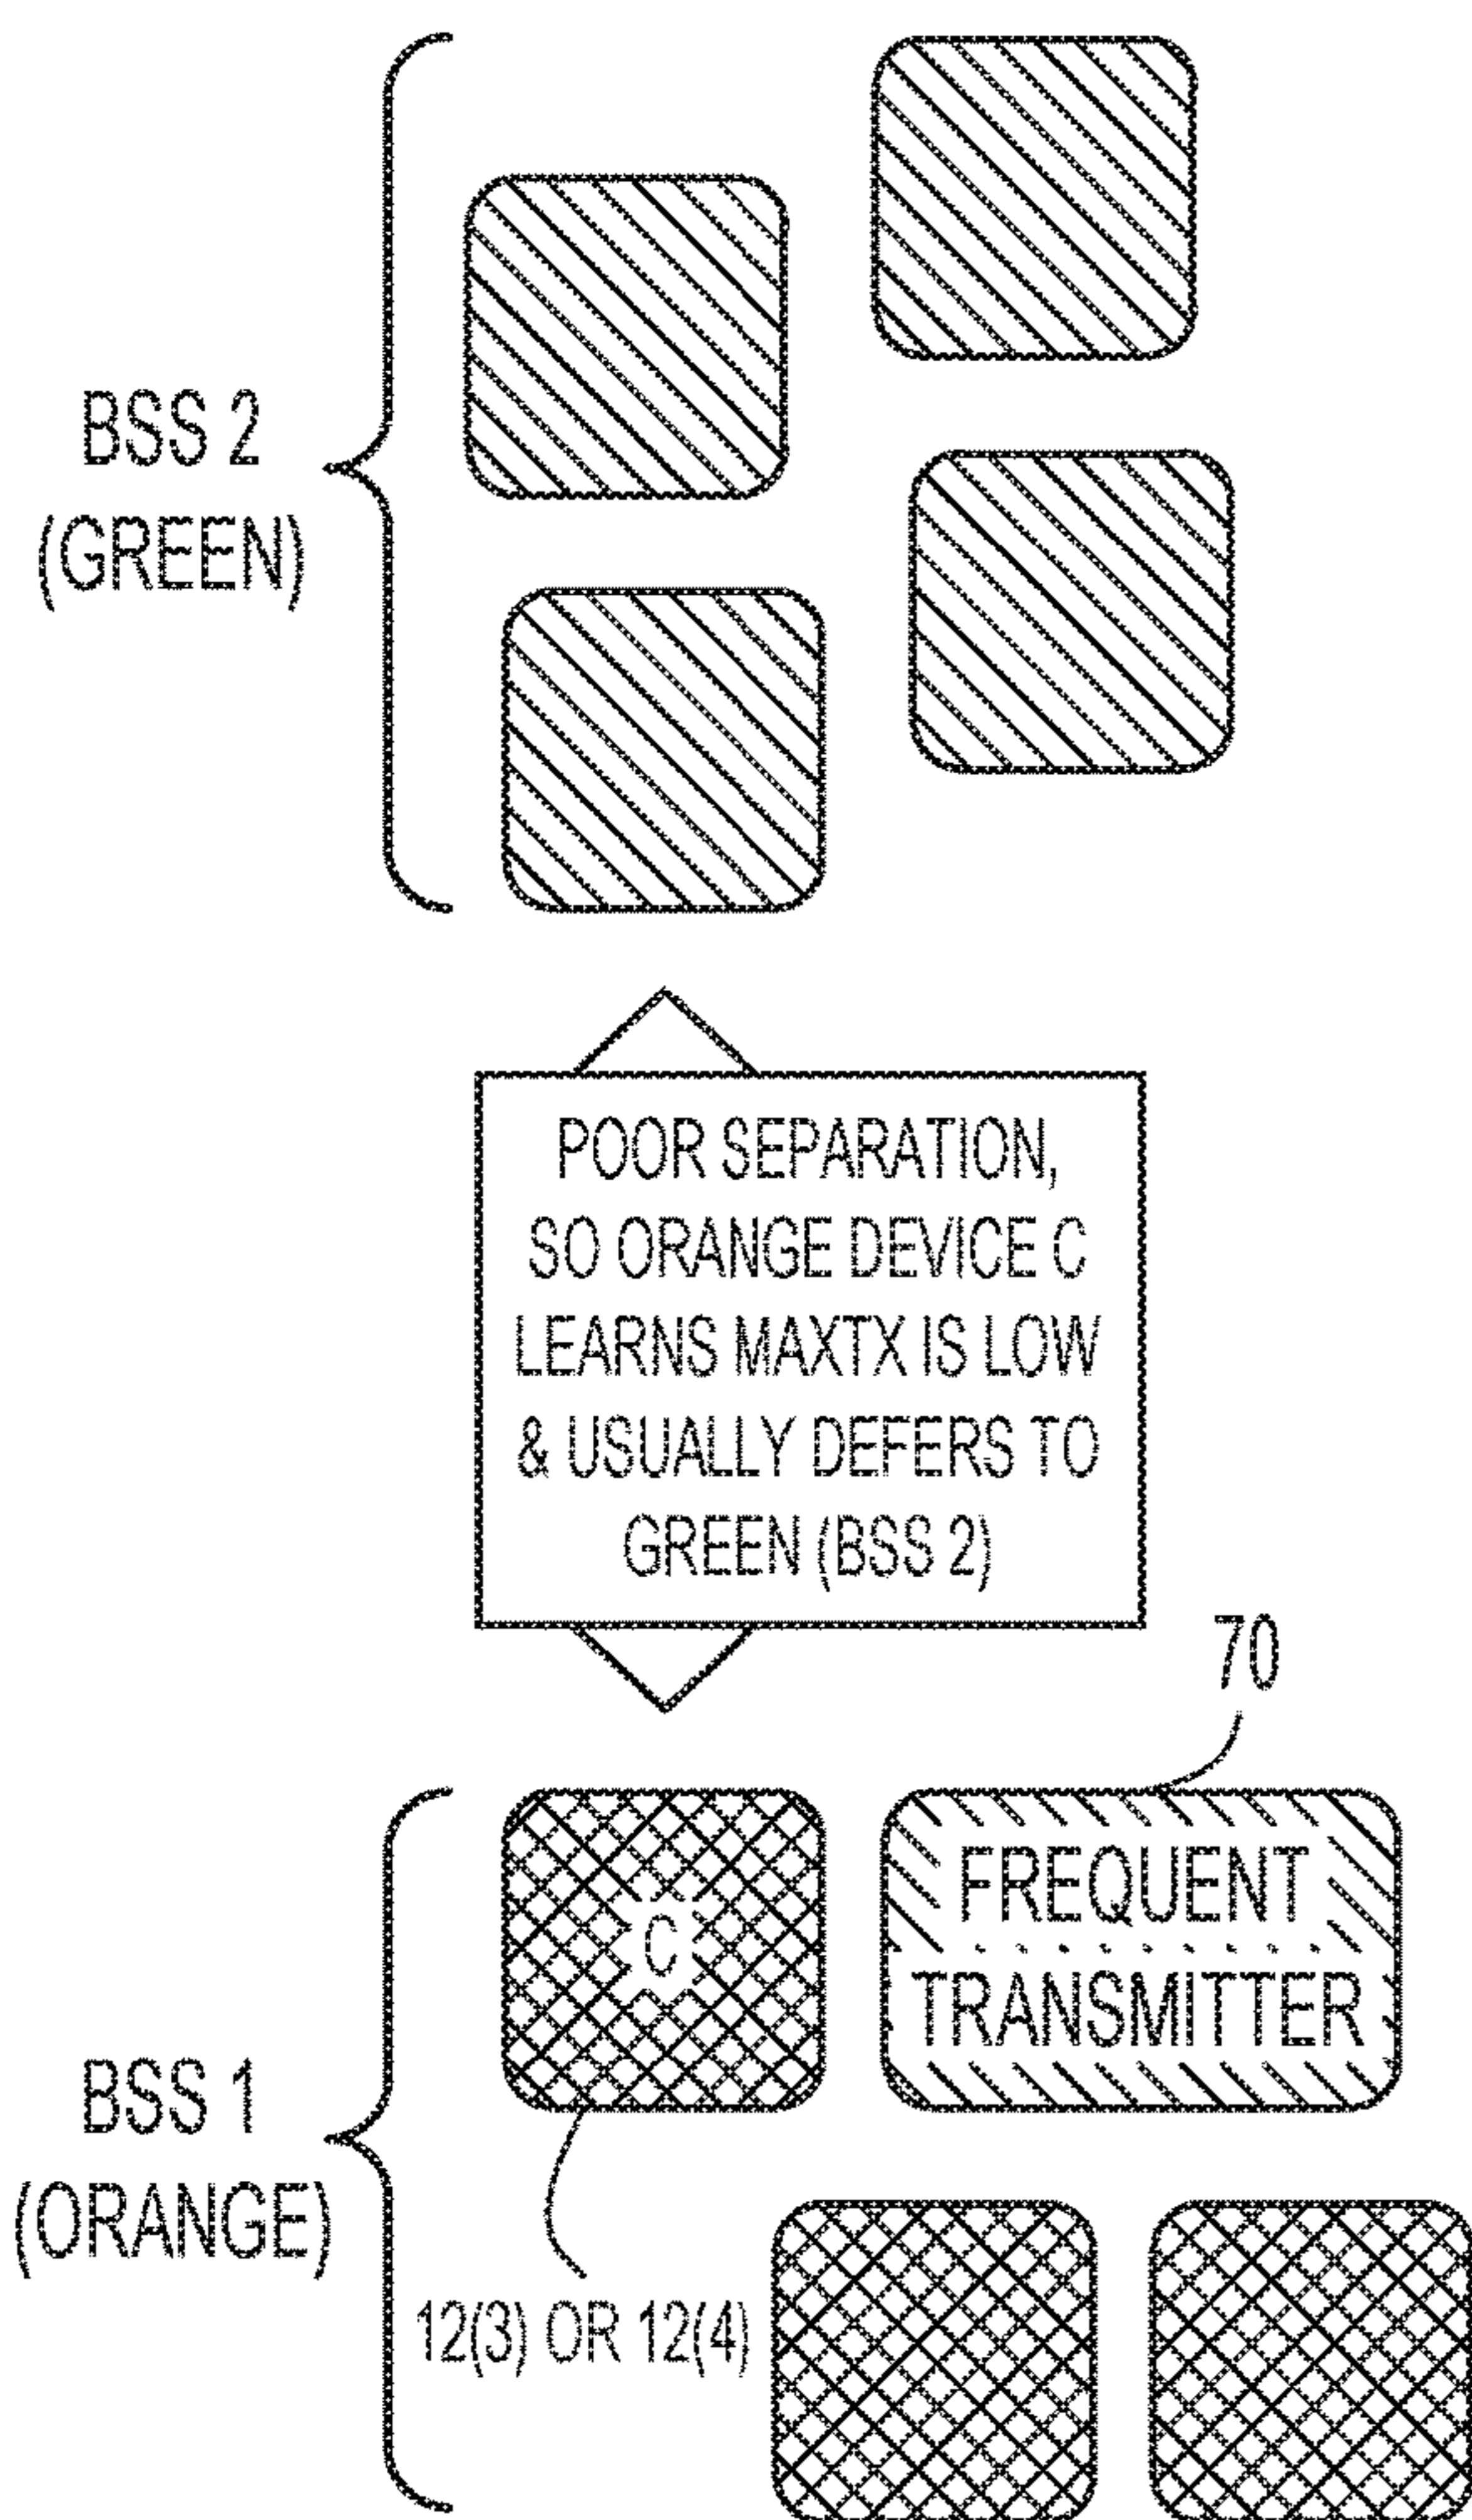 BSS 2
(GREEN)
POOR SEPARATION,
SO ORANGE DEVICE C
LEARNS MAXTX IS LOW
& USUALLY DEFERS TO
GREEN (BSS 2)
70
C
FREQUENT
TRANSMITTER
BSS 1
(ORANGE)
12(3) OR 12(4)